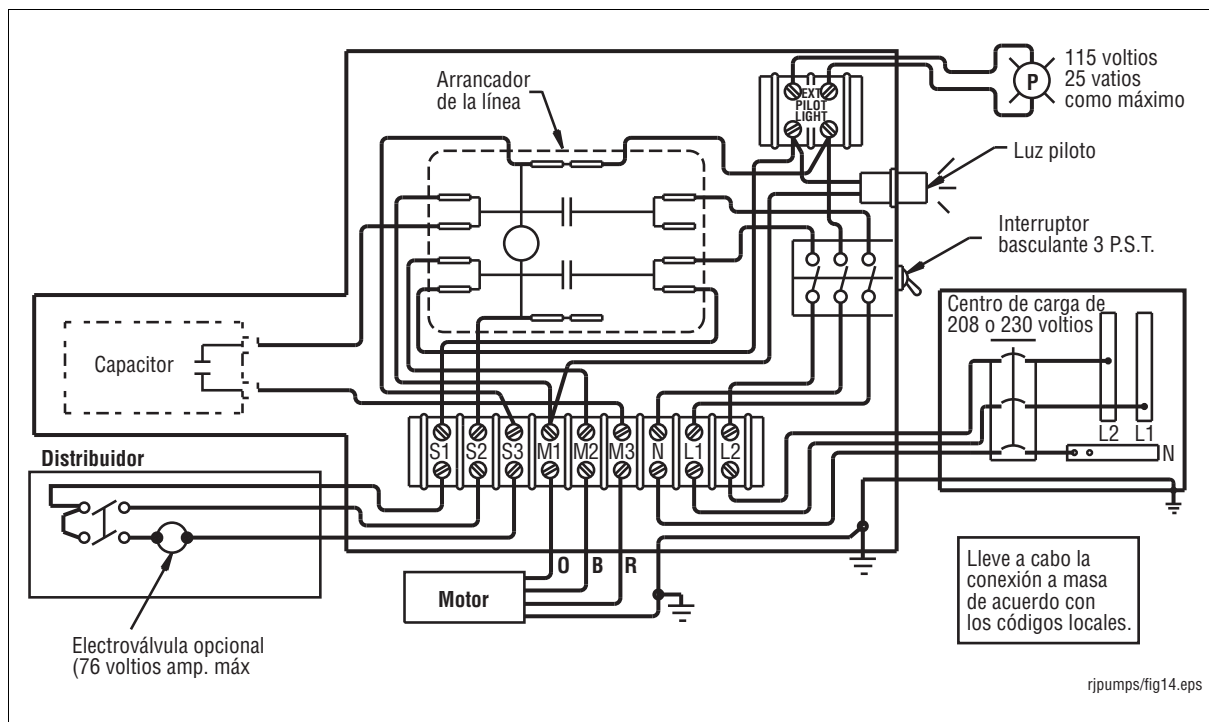 Arrancador
de la línea
EXT.
PILOT
LIGHT
P
115 voltios
25 vatios
como máximo
Luz piloto
Interruptor
basculante 3 P.S.T.
Centro de carga de
208 o 230 voltios
L2 L1
N
Capacitor
S1 S2 S3 M1 M2 M3 N L1 L2
Distribuidor
O B R
Motor
Electroválvula opcional
(76 voltios amp. máx
Lleve a cabo la
conexión a masa
de acuerdo con
los códigos locales.
rjpumps/fig14.eps